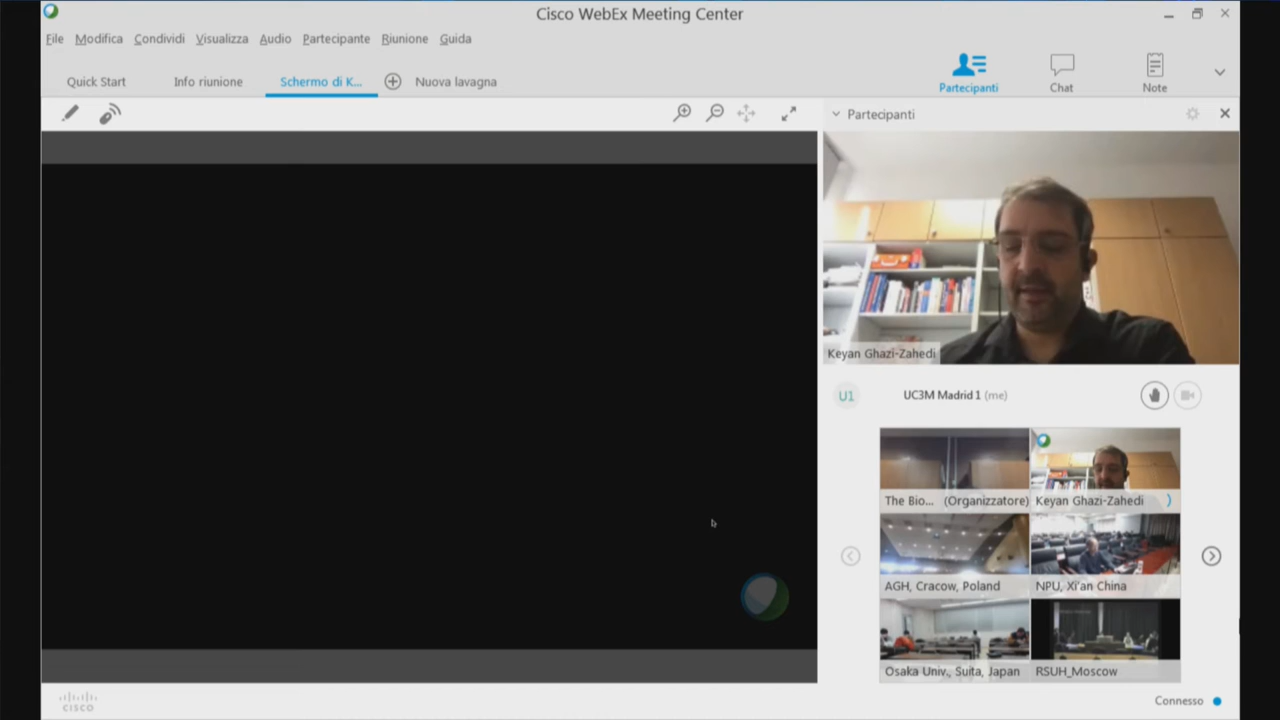 Cisco WebEx Meeting Center
File Modifica Condividi Visualizza Audio Partecipante Riunione Guida
Quick Start Info riunione Schermo di K... Nuova lavagna
Partecipanti Chat Note
Partecipanti
Keyan Ghazi-Zahedi
U1 UC3M Madrid 1 (me)
The Bio... (Organizzatore) Keyan Ghazi-Zahedi
AGH, Cracow, Poland NPU, Xi'an China
Osaka Univ., Suita, Japan RSUH_Moscow
CISCO
Connesso